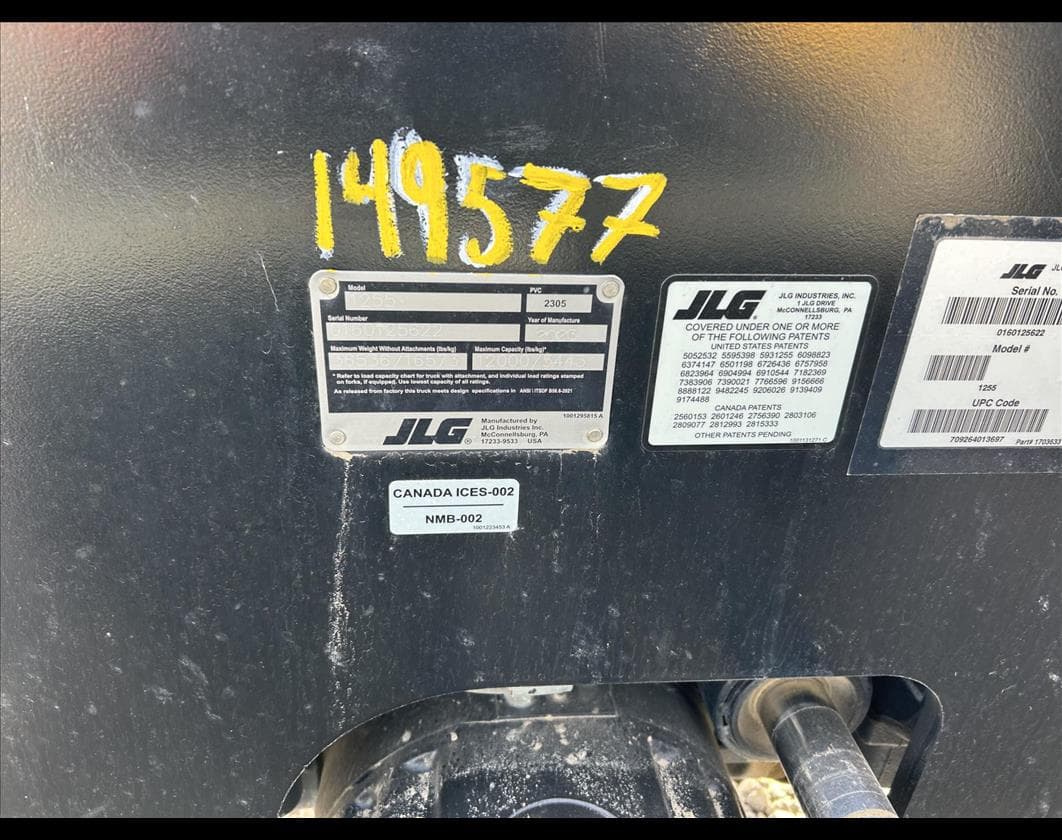 149577
Model
1255
PVC
2305
Serial Number
Year of Manufacture
Maximum Weight Without Attachments (lbs/kg)
Maximum Capacity (lbs/kg)*
* Refer to load capacity chart for truck with attachment, and individual load ratings stamped
on forks, if equipped. Use lowest capacity of all ratings.
As released from factory this truck meets design specifications in ANSI / ITSDF B56.6-2021
JLG®
Manufactured by
JLG Industries Inc.
McConnellsburg, PA
17233-9533 USA
1001295815 A
CANADA ICES-002
NMB-002
1001223453 A
JLG®
JLG INDUSTRIES, INC.
1 JLG DRIVE
McCONNELLSBURG, PA
17233
COVERED UNDER ONE OR MORE
OF THE FOLLOWING PATENTS
UNITED STATES PATENTS
5052532 5595398 5931255 6098823
6374147 6501198 6726436 6757958
6823964 6904994 6910544 7182369
7383906 7390021 7766596 9156666
8888122 9482245 9206026 9139409
9174488
CANADA PATENTS
2560153 2601246 2756390 2803106
2809077 2812993 2815333
OTHER PATENTS PENDING
1001131271 C
JLG
Serial No.
0160125622
Model #
1255
UPC Code
709264013697
Part# 1703633